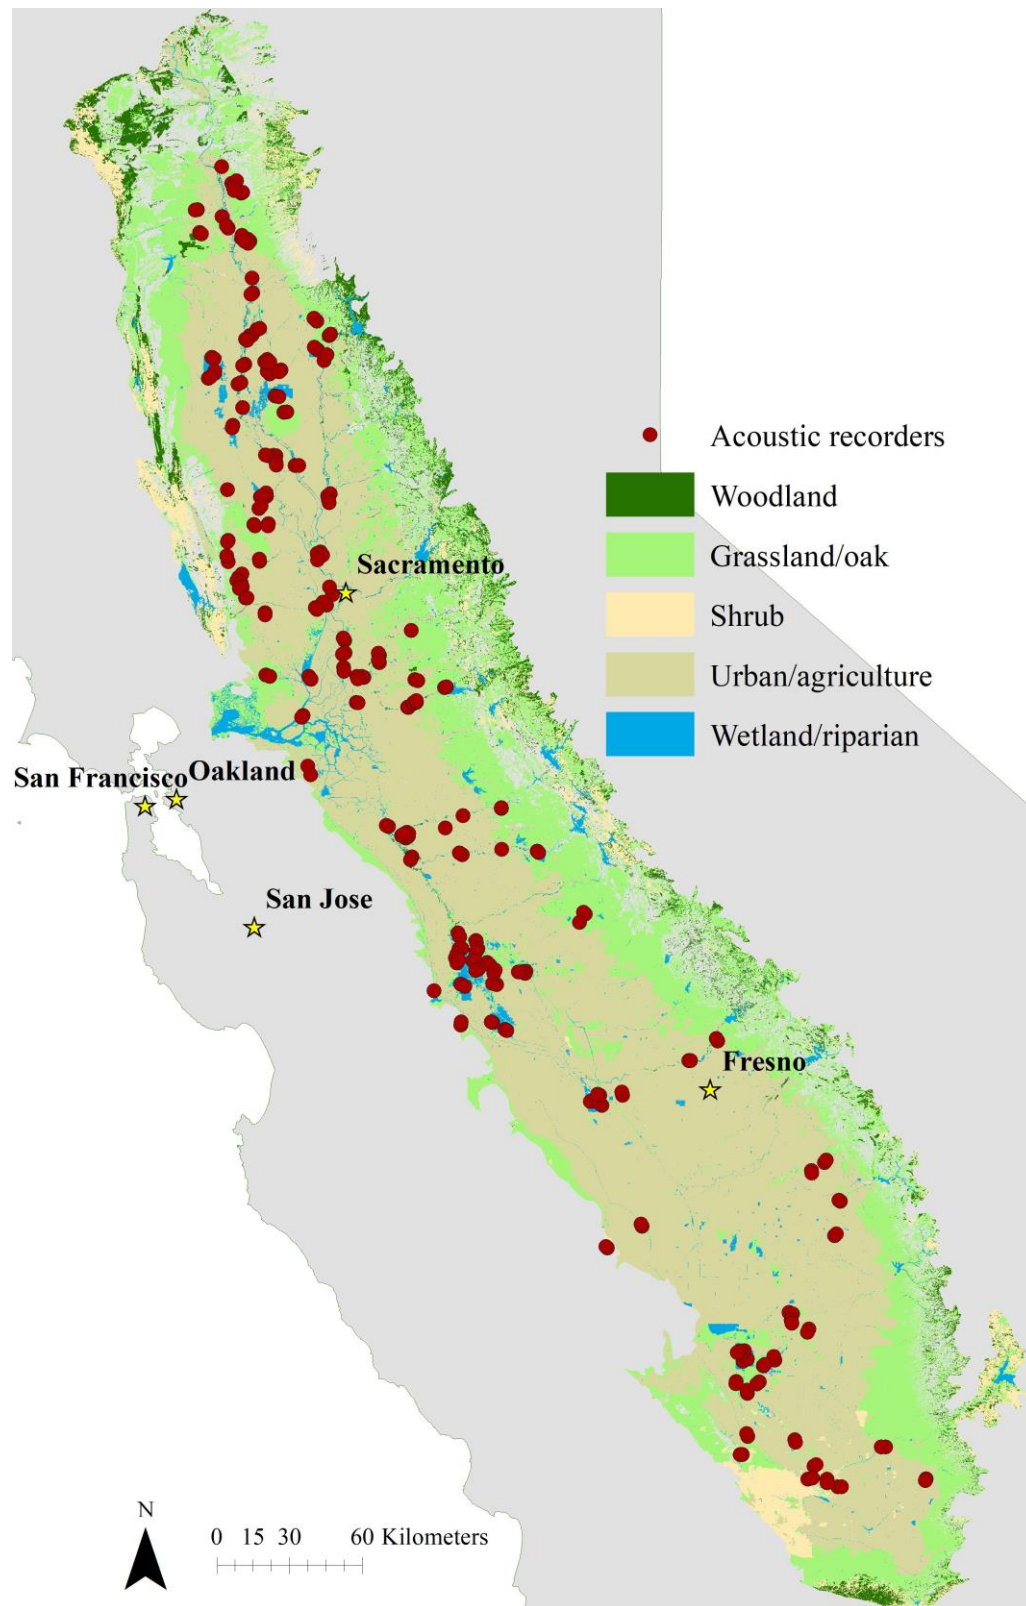 Acoustic recorders
Woodland
Grassland/oak
Shrub
Urban/agriculture
Wetland/riparian
Sacramento
San Francisco
Oakland
San Jose
Fresno
N
0 15 30 60 Kilometers